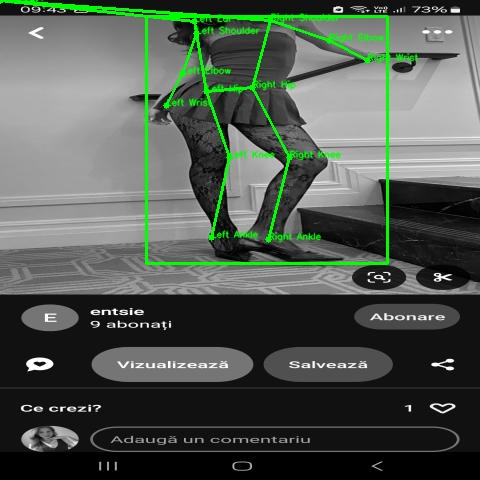 09:43
73%
Left Ear
Right Shoulder
Left Shoulder
Right Elbow
Right Wrist
Left Elbow
Left Hip
Right Hip
Left Wrist
Left Knee
Right Knee
Left Ankle
Right Ankle
E
entsie
9 abonați
Abonare
Vizualizează
Salvează
Ce crezi?
1
Adaugă un comentariu